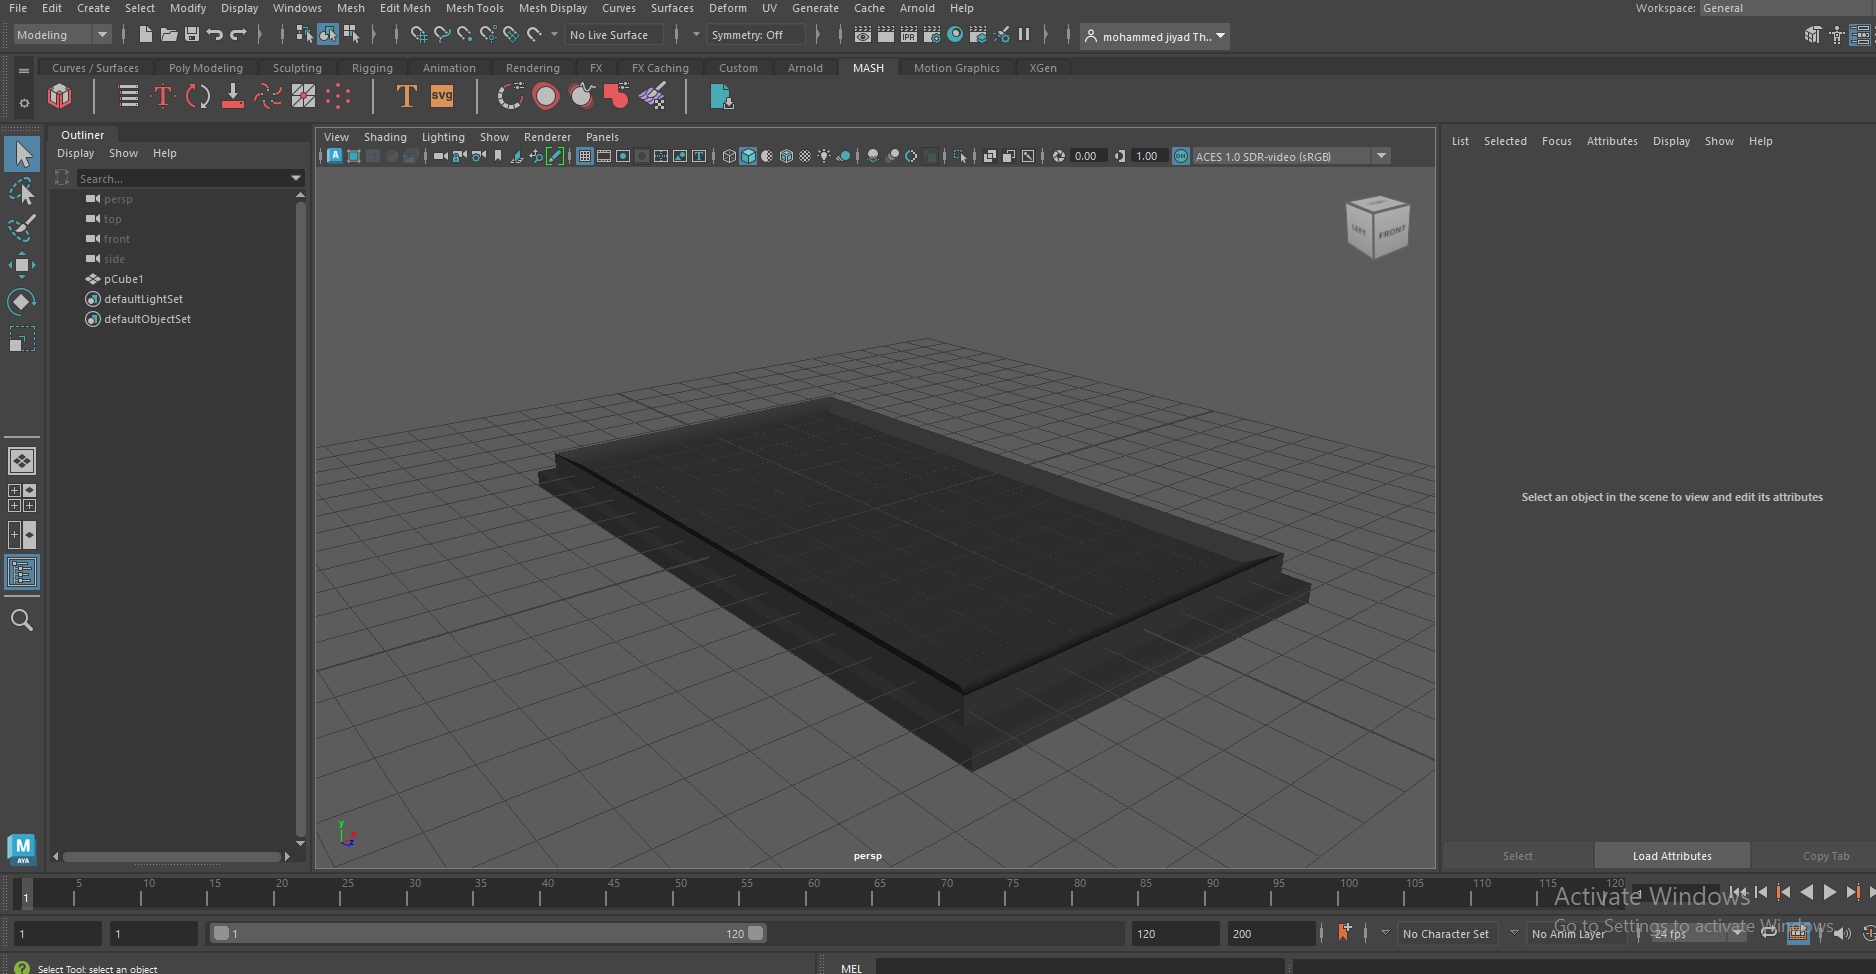 File Edit Create Select Modify Display Windows Mesh Edit Mesh Mesh Tools Mesh Display Curves Surfaces Deform UV Generate Cache Arnold Help Workspace: General
Modeling No Live Surface Symmetry: Off mohammed jiyad Th..
Curves / Surfaces Poly Modeling Sculpting Rigging Animation Rendering FX FX Caching Custom Arnold MASH Motion Graphics XGen
T T SVG
Outliner
Display Show Help
Search...
persp
top
front
side
pCube1
defaultLightSet
defaultObjectSet
View Shading Lighting Show Renderer Panels
0.00 1.00 ACES 1.0 SDR-video (sRGB)
LEFT FRONT
y
x
z
persp
List Selected Focus Attributes Display Show Help
Select an object in the scene to view and edit its attributes
Select Load Attributes Copy Tab
M
AYA
1 5 10 15 20 25 30 35 40 45 50 55 60 65 70 75 80 85 90 95 100 105 110 115 120 1
Activate Windows
Go to Settings to activate Windows.
1 1 1 120 120 200 No Character Set No Anim Layer 24 fps
Select Tool: select an object MEL